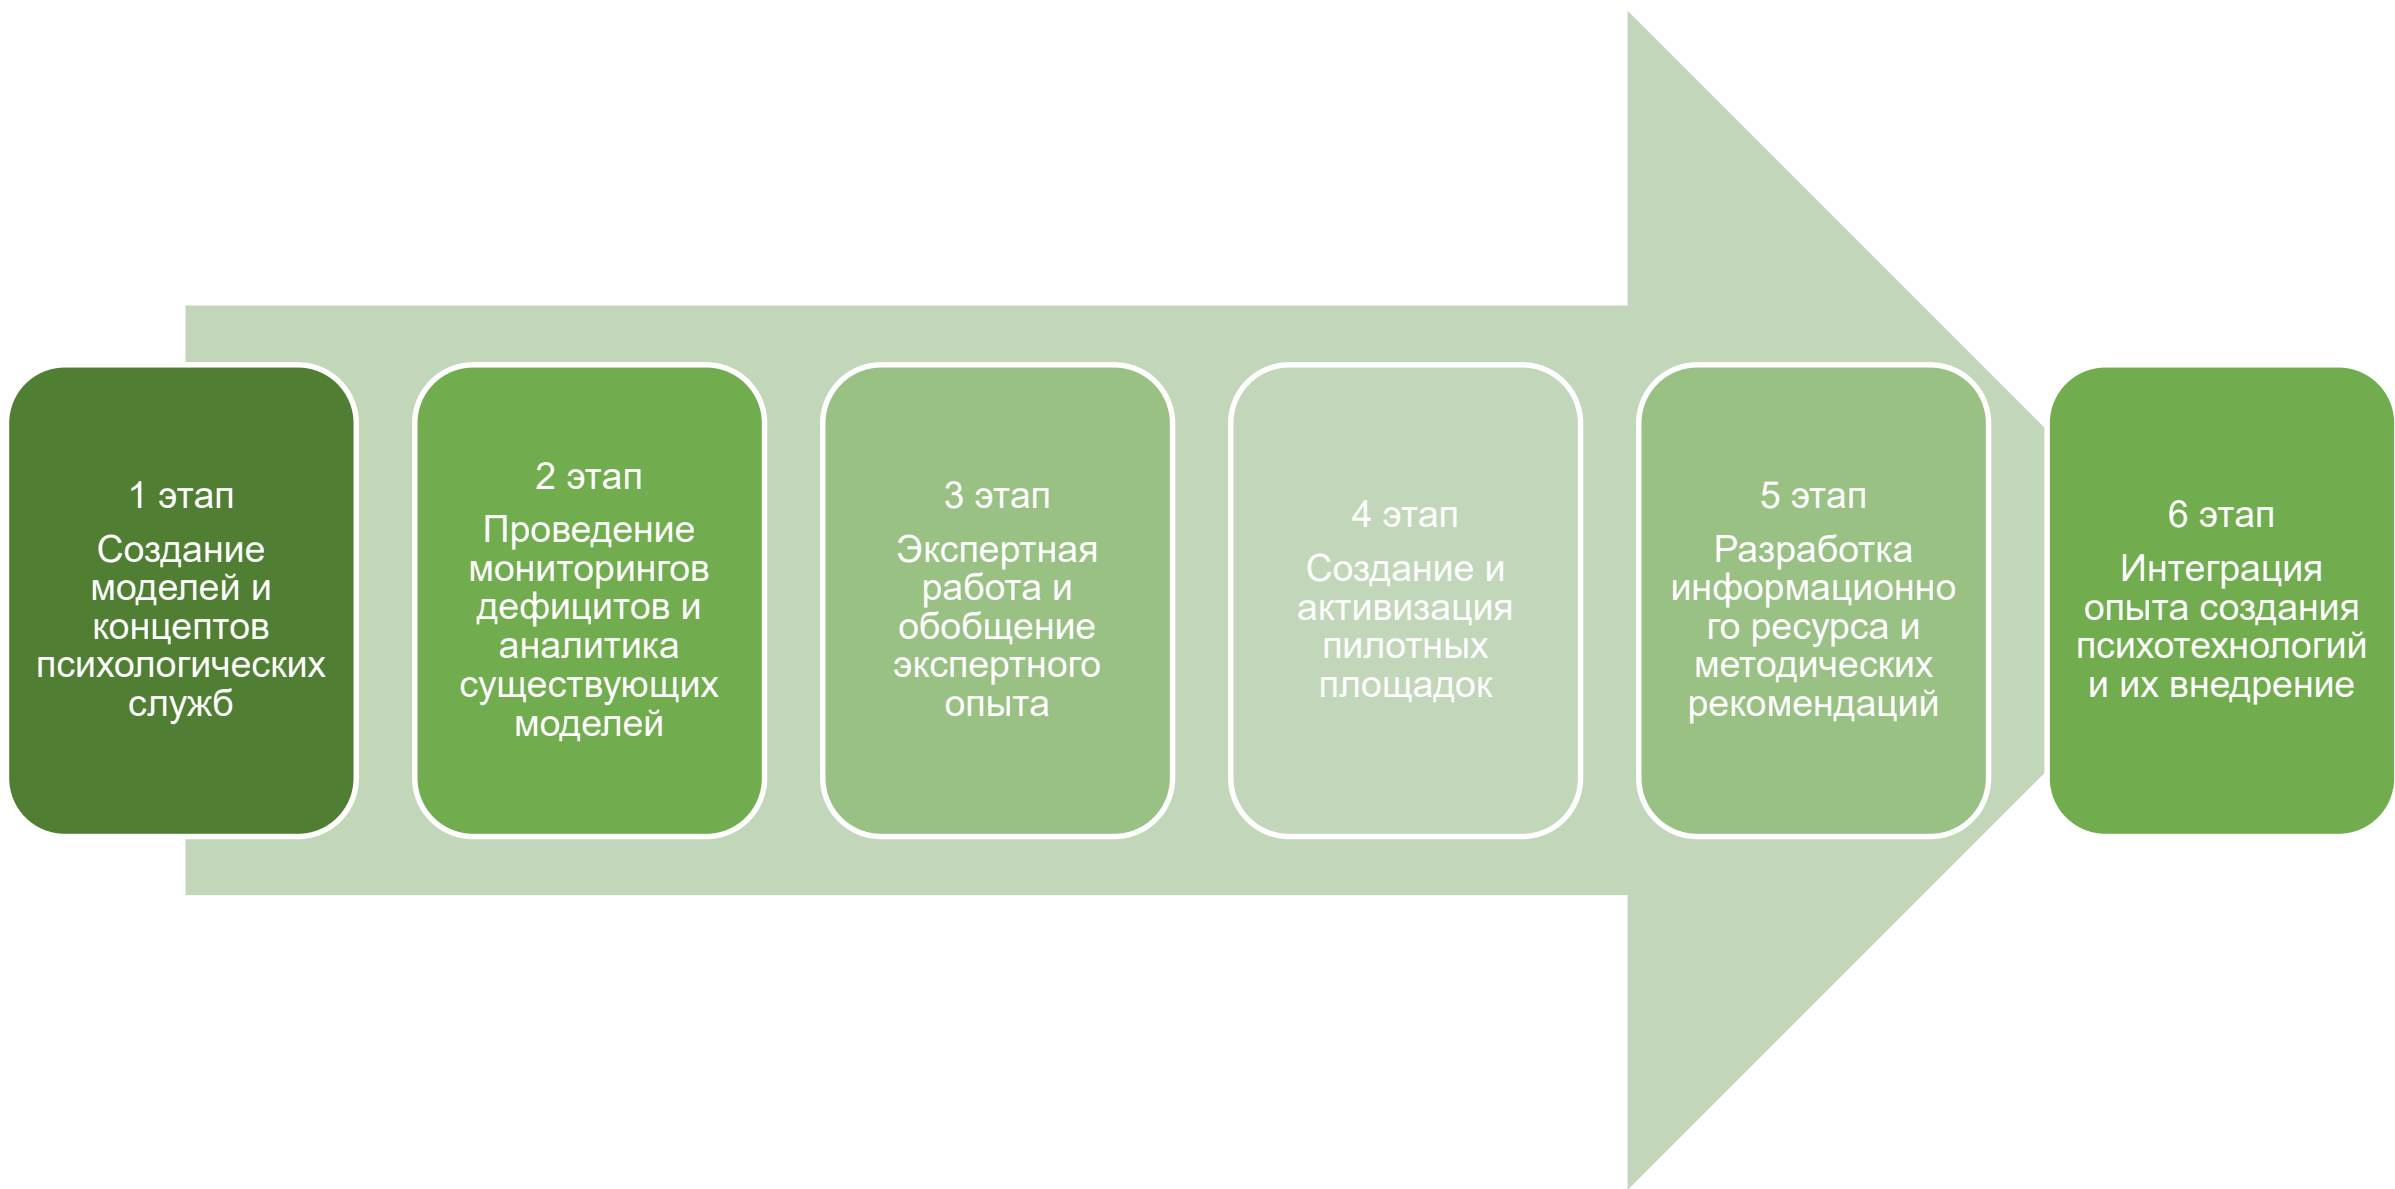 1 этап
Создание
моделей и
концептов
психологических
служб
2 этап
Проведение
мониторингов
дефицитов и
аналитика
существующих
моделей
3 этап
Экспертная
работа и
обобщение
экспертного
опыта
4 этап
Создание и
активизация
пилотных
площадок
5 этап
Разработка
информационно
го ресурса и
методических
рекомендаций
6 этап
Интеграция
опыта создания
психотехнологий
и их внедрение